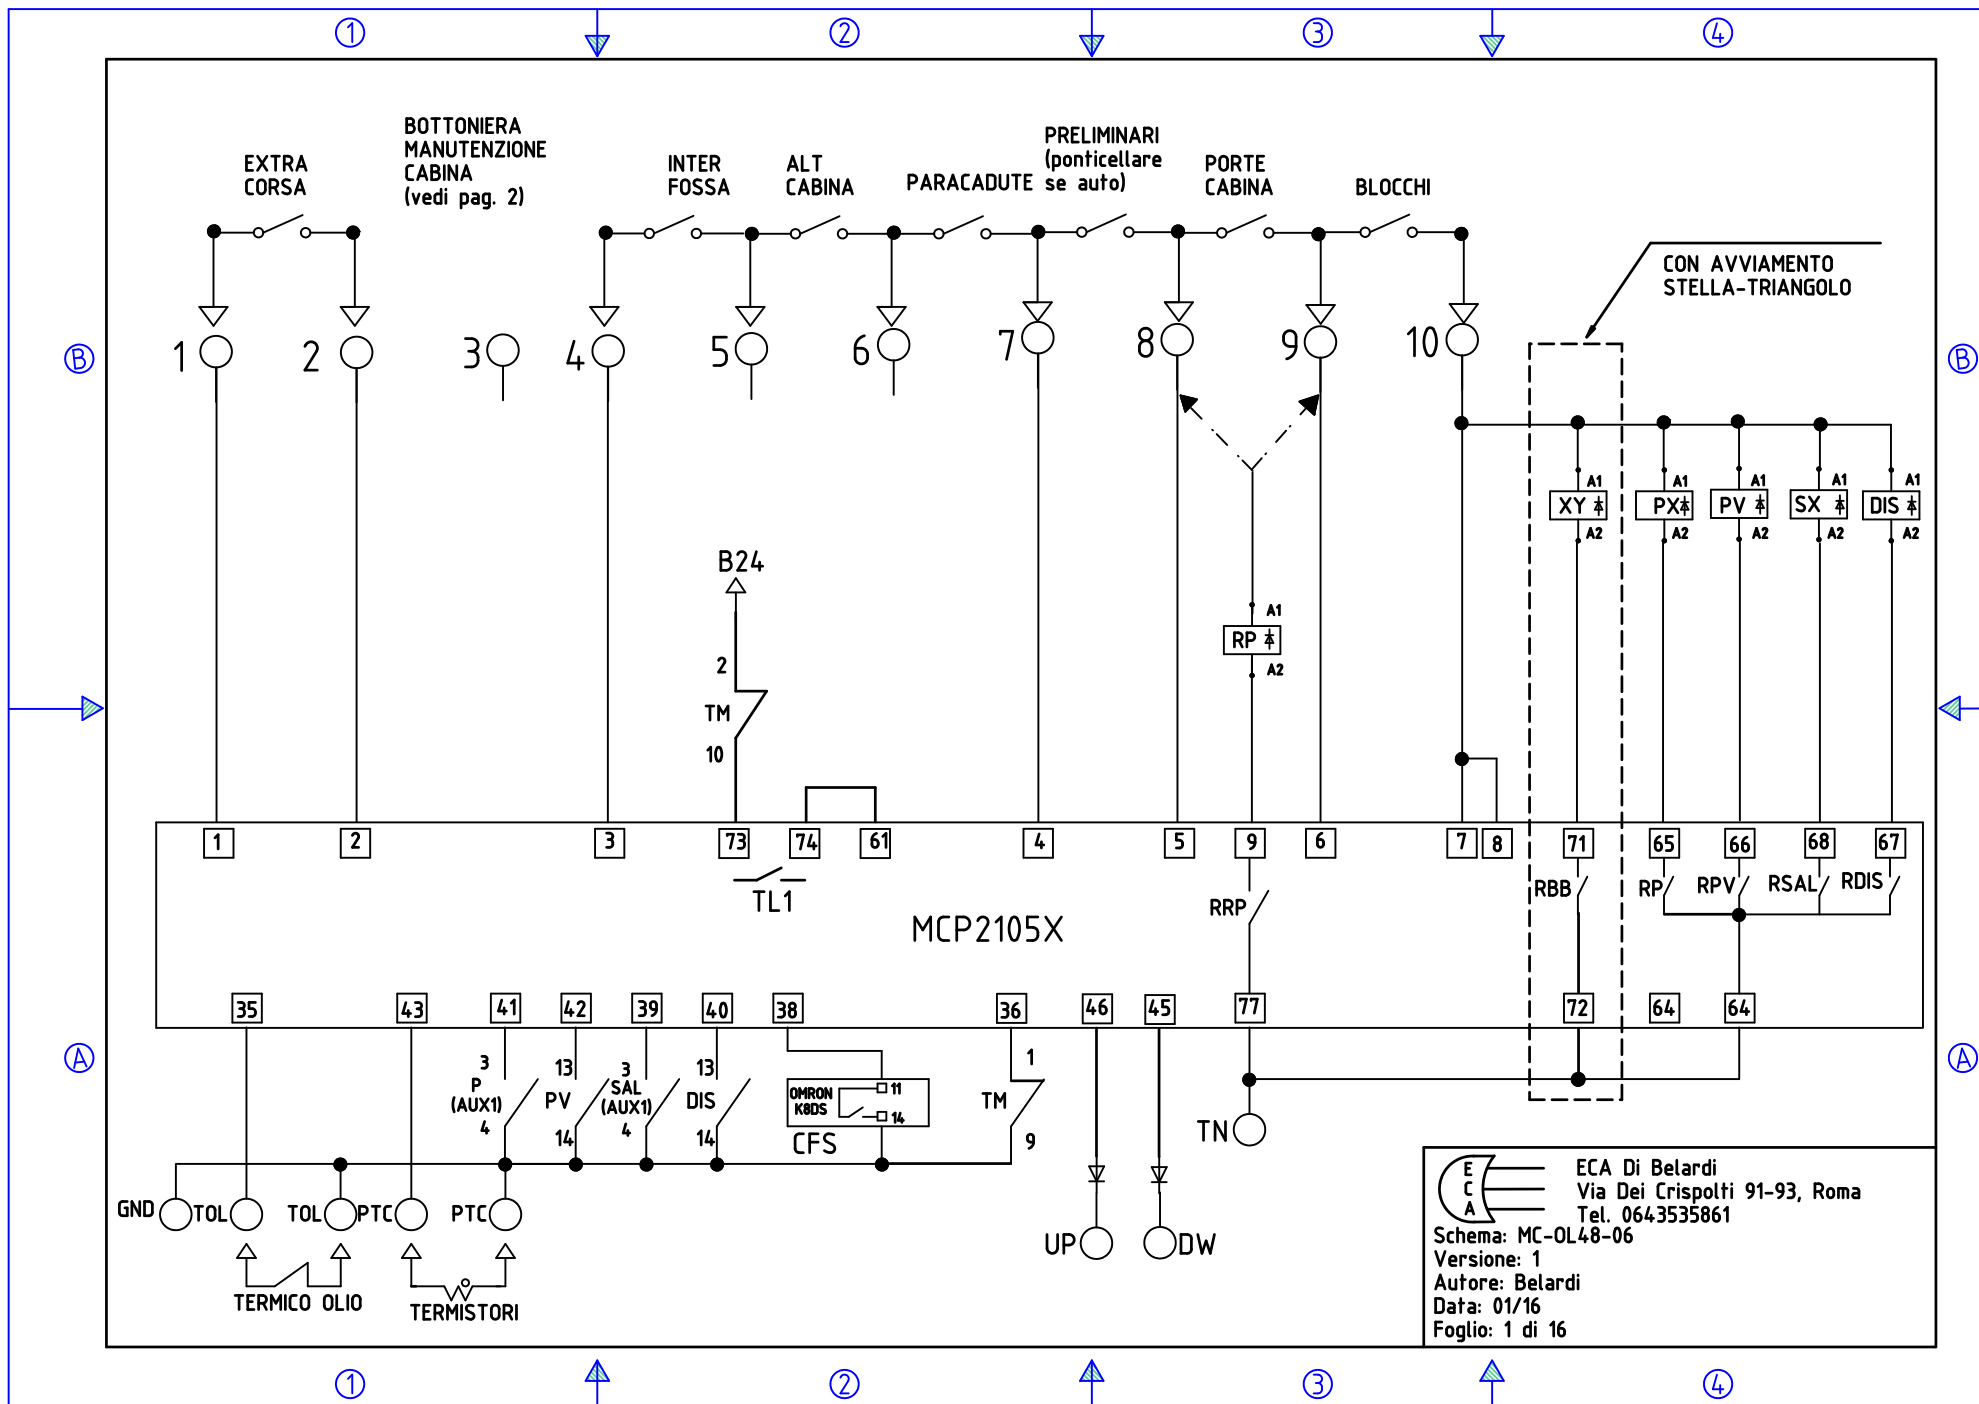 1 2 3 4
EXTRA
CORSA
BOTTONIERA
MANUTENZIONE
CABINA
(vedi pag. 2)
INTER
FOSSA
ALT
CABINA
PARACADUTE
PRELIMINARI
(ponticellare
se auto)
PORTE
CABINA
BLOCCHI
CON AVVIAMENTO
STELLA-TRIANGOLO
B
1 2 3 4 5 6 7 8 9 10
B
A1 A1 A1 A1 A1
XY PX PV SX DIS
A2 A2 A2 A2 A2
B24
2
TM
10
A1
RP
A2
1 2 3 73 74 61 4 5 9 6 7 8 71 65 66 68 67
TL1
MCP2105X
RRP
RBB RP RPV RSAL RDIS
35 43 41 42 39 40 38 36 46 45 77 72 64 64
A
3
P
(AUX1)
4
13
PV
14
3
SAL
(AUX1)
4
13
DIS
14
OMRON
K8DS
11
14
CFS
1
TM
9
TN
A
GND TOL TOL PTC PTC
UP DW
TERMICO OLIO
TERMISTORI
E
C
A
ECA Di Belardi
Via Dei Crispolti 91-93, Roma
Tel. 0643535861
Schema: MC-OL48-06
Versione: 1
Autore: Belardi
Data: 01/16
Foglio: 1 di 16
1 2 3 4